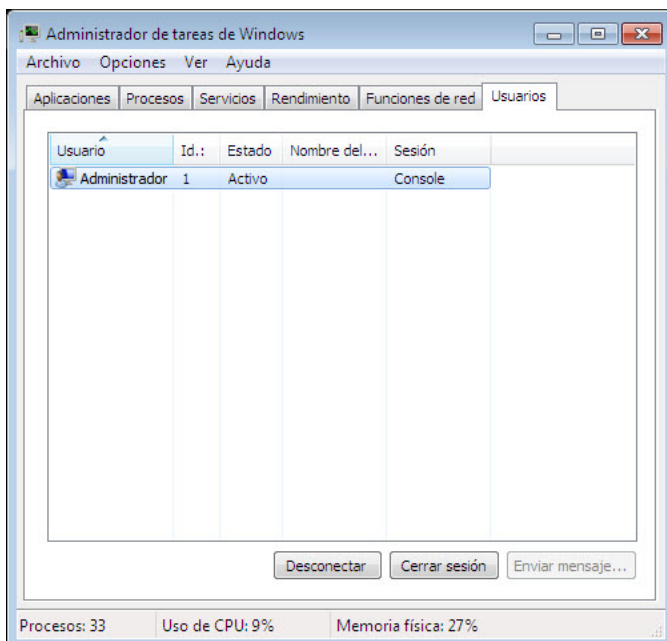 Administrador de tareas de Windows
Archivo Opciones Ver Ayuda
Aplicaciones Procesos Servicios Rendimiento Funciones de red Usuarios
Usuario Id.: Estado Nombre del... Sesión
Administrador 1 Activo Console
Desconectar Cerrar sesión Enviar mensaje...
Procesos: 33 Uso de CPU: 9% Memoria física: 27%